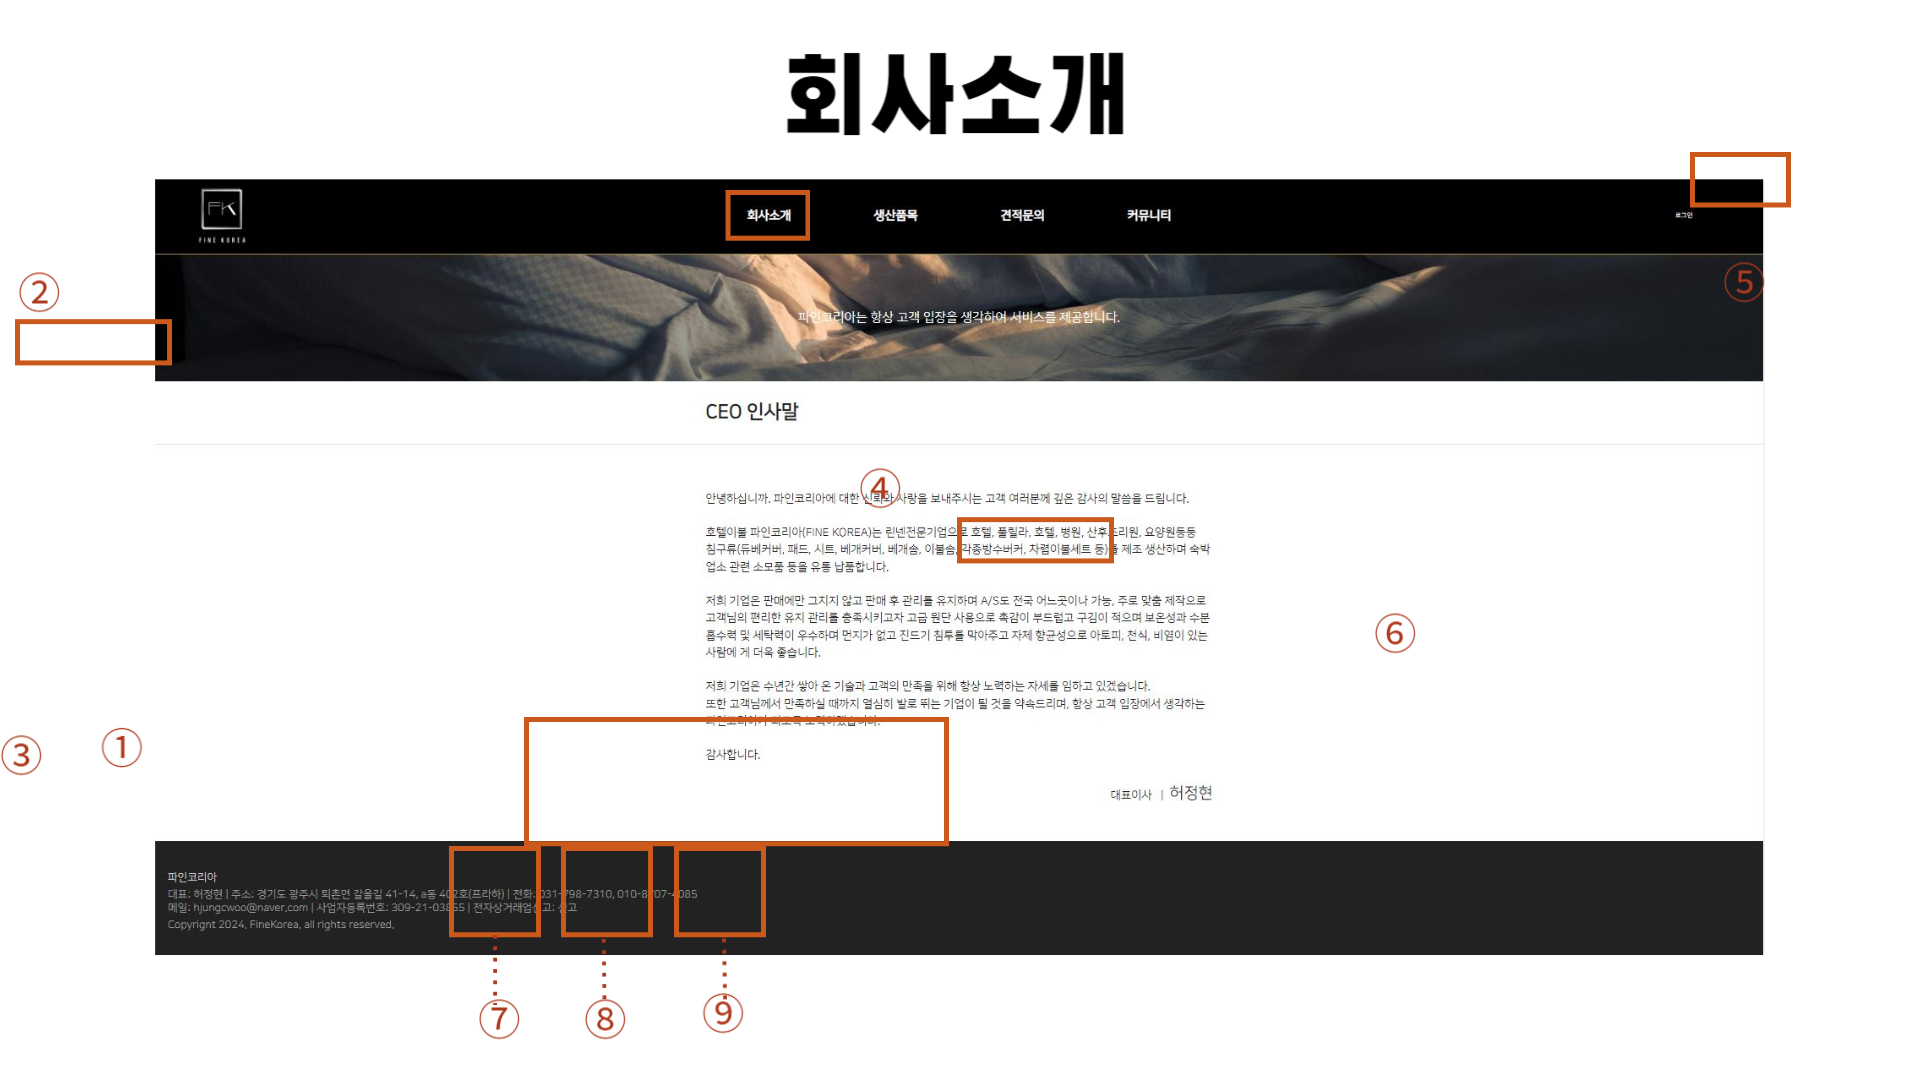 회사소개
FK
FINE KOREA
회사소개
생산품목
견적문의
커뮤니티
로그인
②
⑤
파인코리아는 항상 고객 입장을 생각하여 서비스를 제공합니다.
CEO 인사말
④
안녕하십니까. 파인코리아에 대한 신뢰와 사랑을 보내주시는 고객 여러분께 깊은 감사의 말씀을 드립니다.
호텔이불 파인코리아(FINE KOREA)는 린넨전문기업으로 호텔, 풀릴라, 호텔, 병원, 산후조리원, 요양원등등
침구류(듀베커버, 패드, 시트, 베개커버, 베개솜, 이불솜, 각종방수버커, 차렵이불세트 등)를 제조 생산하며 숙박
업소 관련 소모품 등을 유통 납품합니다.
저희 기업은 판매에만 그치지 않고 판매 후 관리를 유지하며 A/S도 전국 어느곳이나 가능, 주로 맞춤 제작으로
고객님의 편리한 유지 관리를 충족시키고자 고급 원단 사용으로 촉감이 부드럽고 구김이 적으며 보온성과 수분
흡수력 및 세탁력이 우수하며 먼지가 없고 진드기 침투를 막아주고 자제 향균성으로 아토피, 천식, 비염이 있는
사람에 게 더욱 좋습니다.
⑥
저희 기업은 수년간 쌓아 온 기술과 고객의 만족을 위해 항상 노력하는 자세를 임하고 있겠습니다.
또한 고객님께서 만족하실 때까지 열심히 발로 뛰는 기업이 될 것을 약속드리며, 항상 고객 입장에서 생각하는
파인코리아가 되도록 노력하겠습니다.
③
①
감사합니다.
대표이사 | 허정현
파인코리아
대표: 허정현 | 주소: 경기도 광주시 퇴촌면 갈올길 41-14, a동 402호(프라하) | 전화: 031-798-7310,
메일: hjungcwoo@naver.com | 사업자등록번호: | 전자상거래업신고: 신고
Copyrignt 2024, FineKorea. all rights reserved.
⑦
⑧
⑨